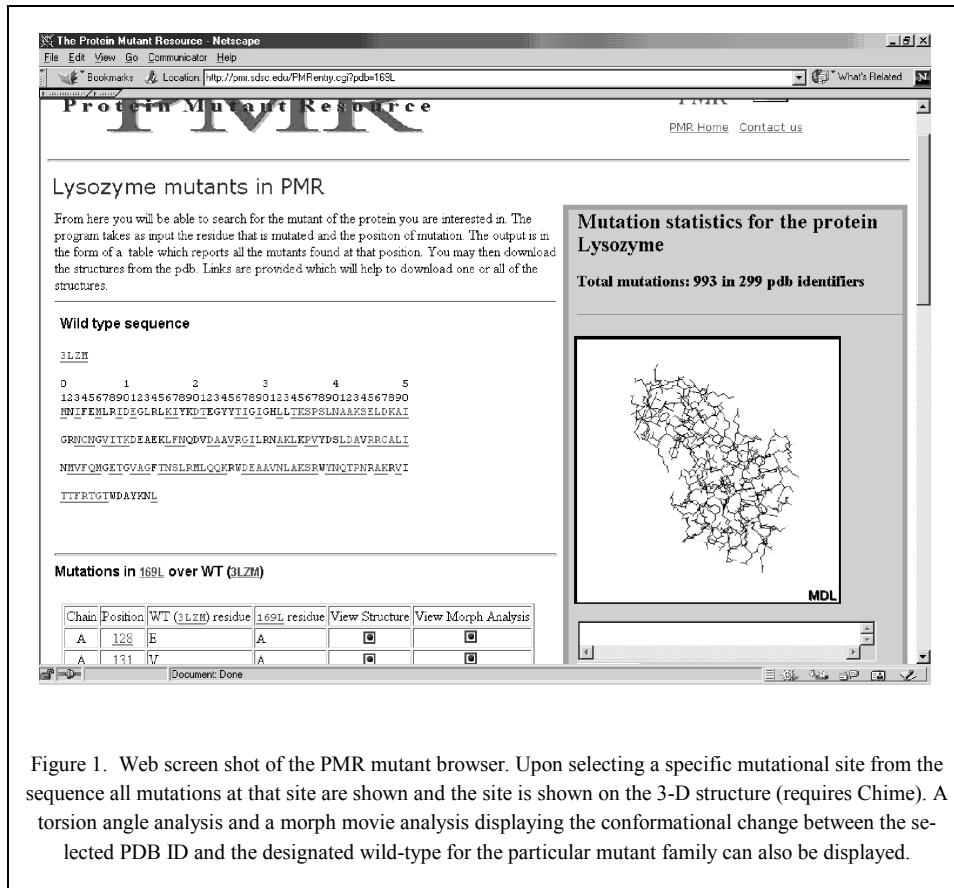 The Protein Mutant Resource - Netscape
File Edit View Go Communicator Help
Bookmarks Location: http://pmr.sdsc.edu/PMRentry.cgi?pdb=169L What's Related
Protein Mutant Resource
PMR
PMR
PMR Home Contact us
Lysozyme mutants in PMR
From here you will be able to search for the mutant of the protein you are interested in. The
program takes as input the residue that is mutated and the position of mutation. The output is in
the form of a table which reports all the mutants found at that position. You may then download
the structures from the pdb. Links are provided which will help to download one or all of the
structures.
Wild type sequence
3LZM
0 1 2 3 4 5
12345678901234567890123456789012345678901234567890
MNIFEMLRIDEGLRLKIYKDTEGYYTIGIGHLLTKSPSLNAAKSELDKAI
GRNCNGVITKDEAEKLFNQDVDAAVRGILRNAKLKPVYDSLDAVRRCALI
NMVFQMGETGVAGFTNSLRMLQQKRWDEAAVNLAKSRWYNQTPNRAKRVI
TTFRTGTWDAYKNL
Mutations in 169L over WT (3LZM)
Chain Position WT (3LZM) residue 169L residue View Structure View Morph Analysis
A 128 E A
A 131 V A
Mutation statistics for the protein
Lysozyme
Total mutations: 993 in 299 pdb identifiers
MDL
Document: Done
Figure 1. Web screen shot of the PMR mutant browser. Upon selecting a specific mutational site from the
sequence all mutations at that site are shown and the site is shown on the 3-D structure (requires Chime). A
torsion angle analysis and a morph movie analysis displaying the conformational change between the se-
lected PDB ID and the designated wild-type for the particular mutant family can also be displayed.